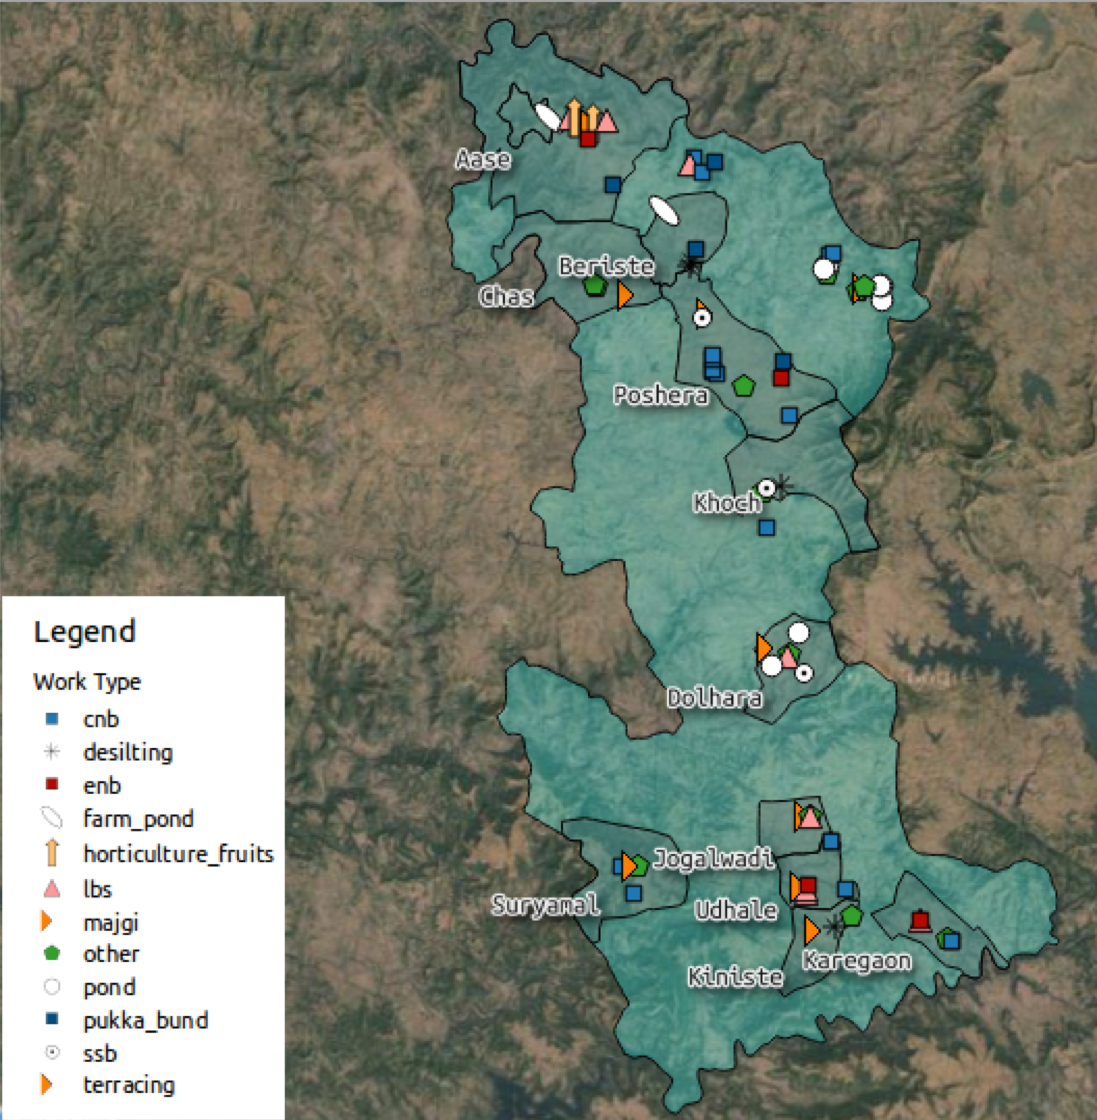 Aase
Beriste
Chas
Poshera
Khoch
Dolhara
Jogalwadi
Suryamal
Udhale
Karegaon
Kiniste
Legend
Work Type
cnb
desilting
enb
farm_pond
horticulture_fruits
lbs
majgi
other
pond
pukka_bund
ssb
terracing